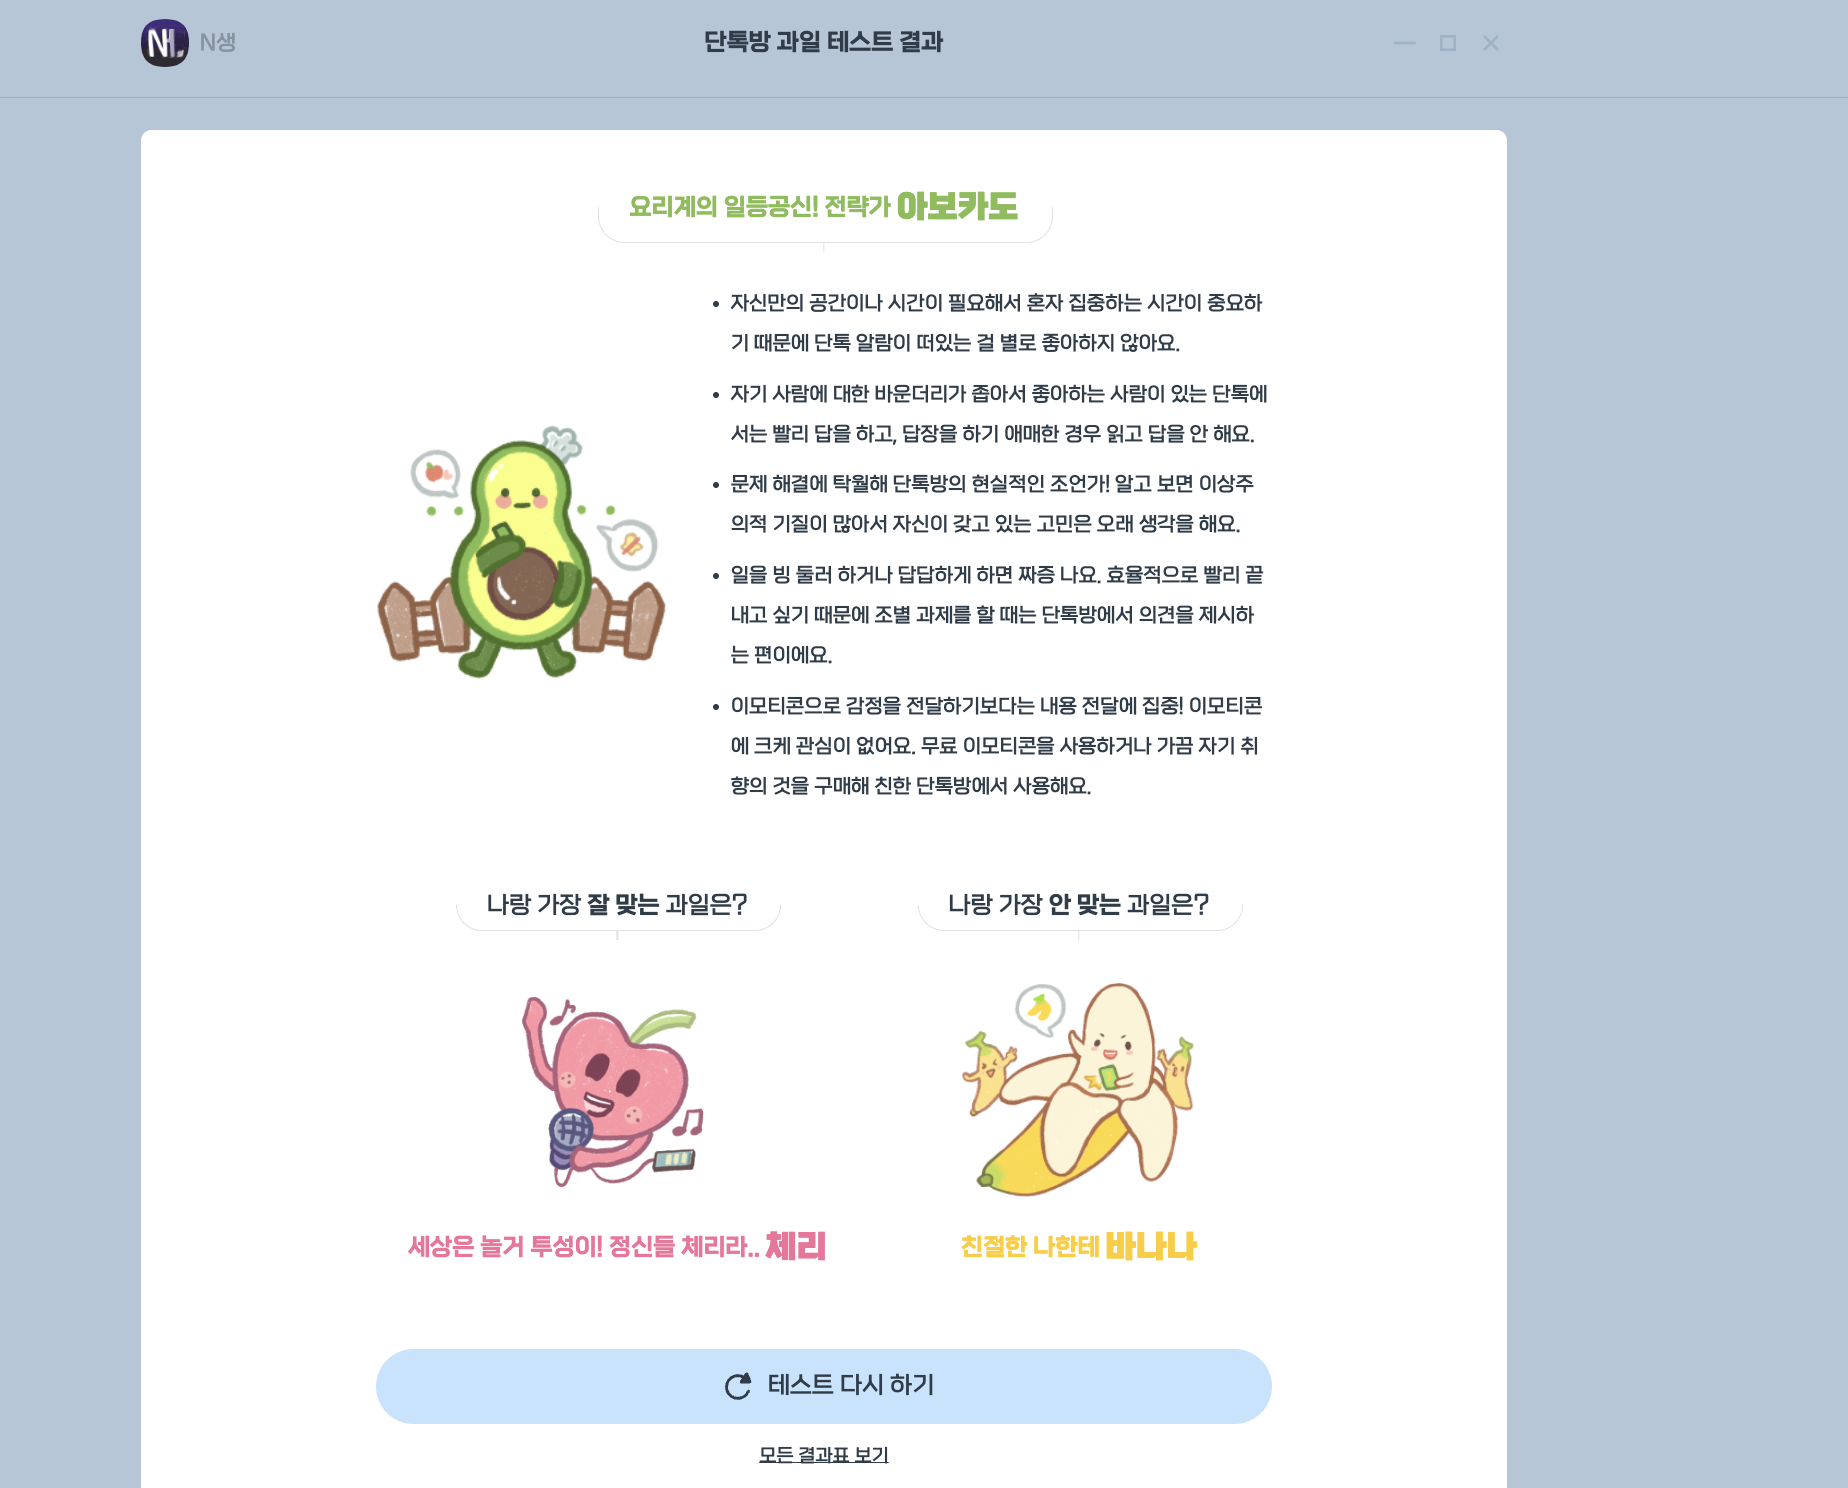 N생
단톡방 과일 테스트 결과
요리계의 일등공신! 전략가 아보카도
자신만의 공간이나 시간이 필요해서 혼자 집중하는 시간이 중요하
기 때문에 단톡 알람이 떠있는 걸 별로 좋아하지 않아요.
자기 사람에 대한 바운더리가 좁아서 좋아하는 사람이 있는 단톡에
서는 빨리 답을 하고, 답장을 하기 애매한 경우 읽고 답을 안 해요.
문제 해결에 탁월해 단톡방의 현실적인 조언가! 알고 보면 이상주
의적 기질이 많아서 자신이 갖고 있는 고민은 오래 생각을 해요.
일을 빙 둘러 하거나 답답하게 하면 짜증 나요. 효율적으로 빨리 끝
내고 싶기 때문에 조별 과제를 할 때는 단톡방에서 의견을 제시하
는 편이에요.
이모티콘으로 감정을 전달하기보다는 내용 전달에 집중! 이모티콘
에 크케 관심이 없어요. 무료 이모티콘을 사용하거나 가끔 자기 취
향의 것을 구매해 친한 단톡방에서 사용해요.
나랑 가장 잘 맞는 과일은?
나랑 가장 안 맞는 과일은?
세상은 놀거 투성이! 정신들 체리라.. 체리
친절한 나한테 바나나
테스트 다시 하기
모든 결과표 보기